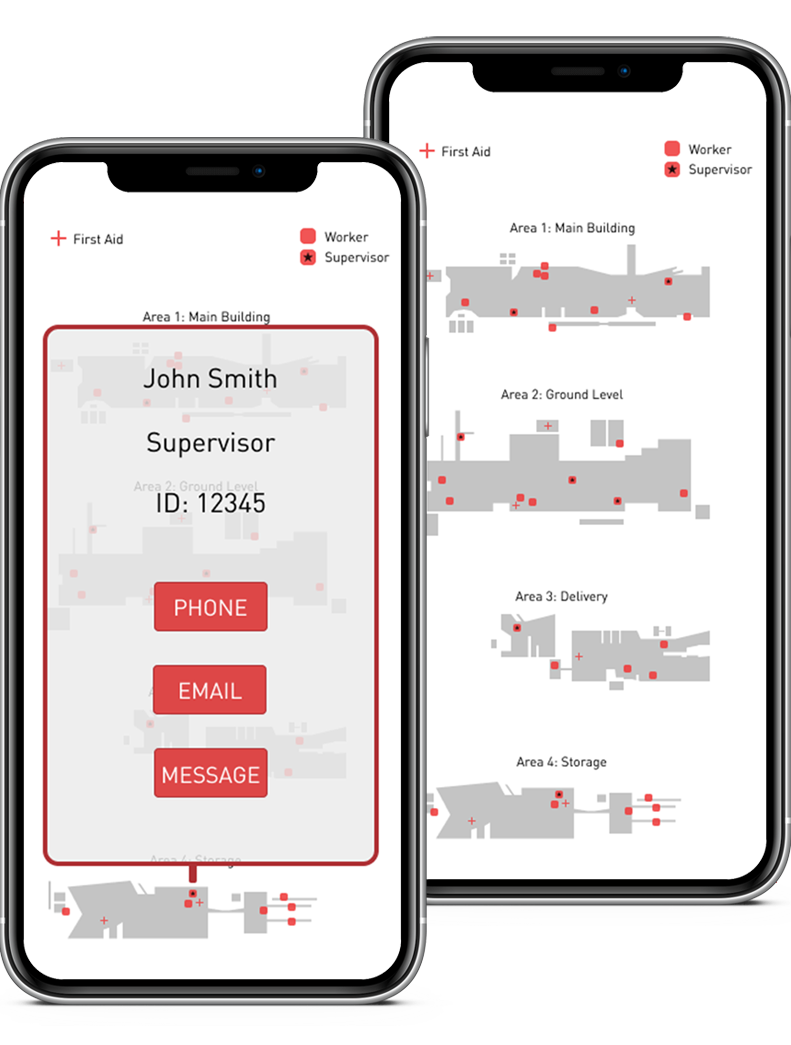 First Aid
Worker
Supervisor
Area 1: Main Building
John Smith
Supervisor
Area 2: Ground Level
ID: 12345
PHONE
EMAIL
MESSAGE
Area 4: Storage
First Aid
Worker
Supervisor
Area 1: Main Building
Area 2: Ground Level
Area 3: Delivery
Area 4: Storage